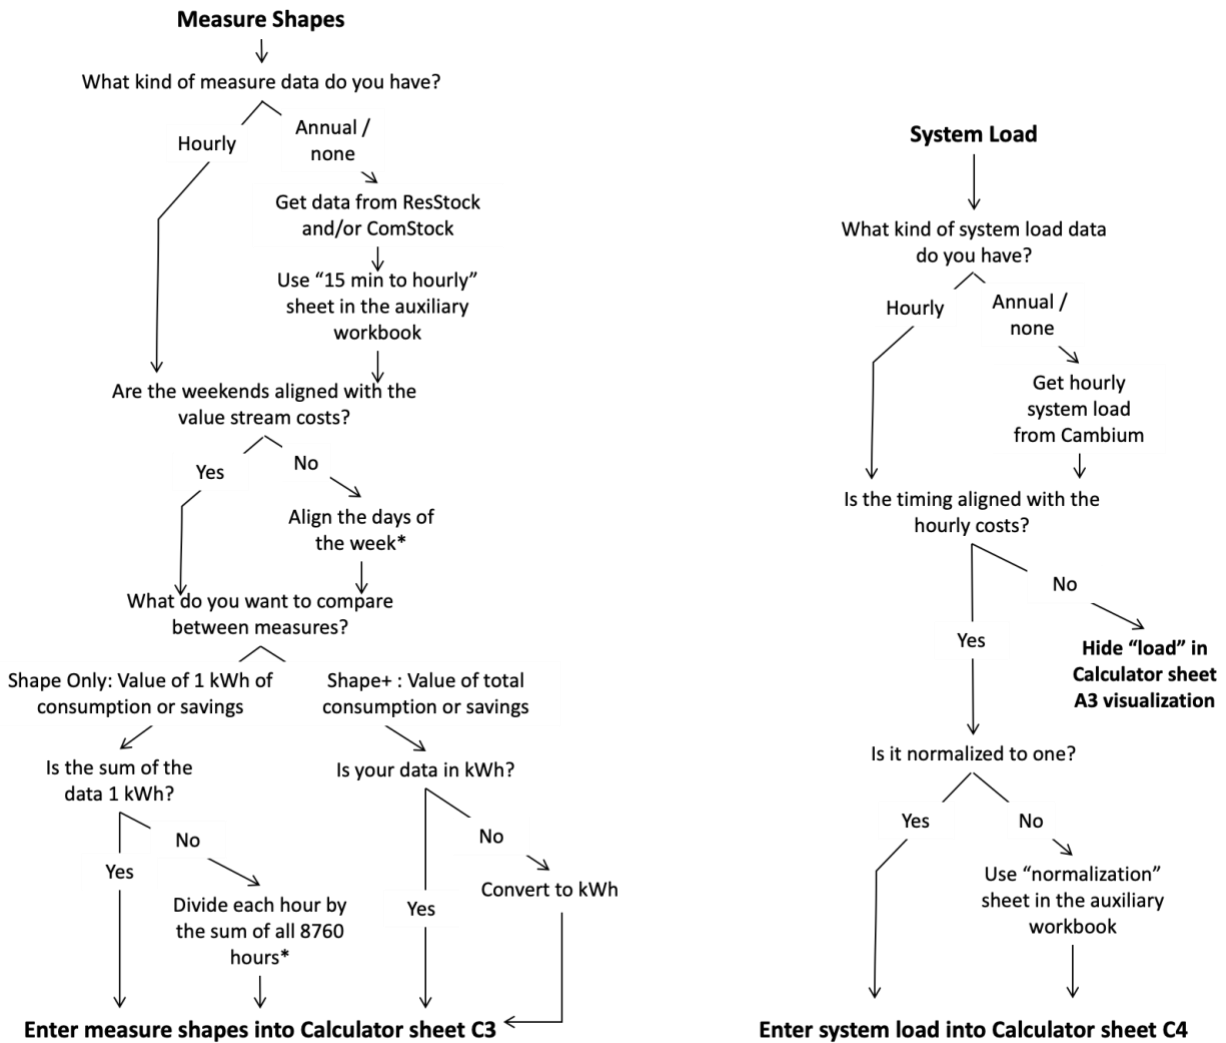 Measure Shapes
What kind of measure data do you have?
Hourly
Annual /
none
Get data from ResStock
and/or ComStock
Use “15 min to hourly”
sheet in the auxiliary
workbook
Are the weekends aligned with the
value stream costs?
Yes
No
Align the days of
the week*
What do you want to compare
between measures?
Shape Only: Value of 1 kWh of
consumption or savings
Shape+ : Value of total
consumption or savings
Is the sum of the
data 1 kWh?
Is your data in kWh?
No
Yes
Divide each hour by
the sum of all 8760
hours*
No
Yes
Convert to kWh
Enter measure shapes into Calculator sheet C3
System Load
What kind of system load data
do you have?
Hourly
Annual /
none
Get hourly
system load
from Cambium
Is the timing aligned with the
hourly costs?
No
Yes
Hide “load” in
Calculator sheet
A3 visualization
Is it normalized to one?
Yes
No
Use “normalization”
sheet in the auxiliary
workbook
Enter system load into Calculator sheet C4